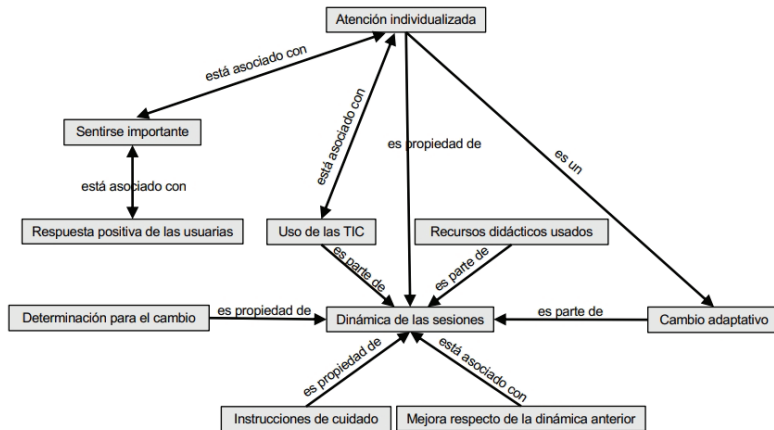 Atención individualizada
está asociado con
Sentirse importante
está asociado con
es propiedad de
es un
está asociado con
Respuesta positiva de las usuarias
Uso de las TIC
Recursos didácticos usados
es parte de
es parte de
Determinación para el cambio
es propiedad de
Dinámica de las sesiones
es parte de
Cambio adaptativo
es propiedad de
está asociado con
Instrucciones de cuidado
Mejora respecto de la dinámica anterior